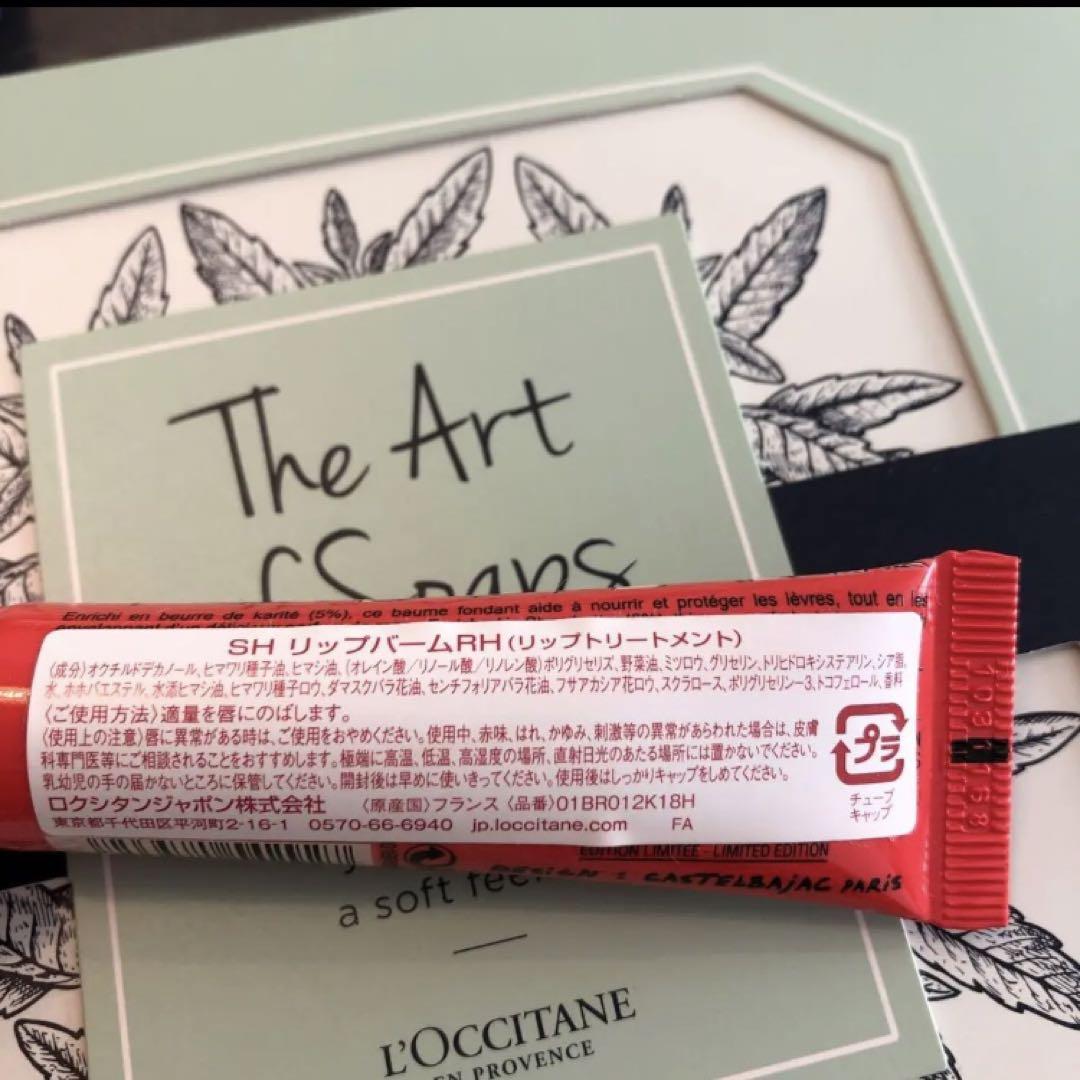 The Art
Soaps
Enrichi en beurre de karité (5%), ce baume fondant aide à nourrir et protéger les lèvres, tout en les
SH リップバームRH(リップトリートメント)
〈成分〉オクチルドデカノール、ヒマワリ種子油、ヒマシ油、(オレイン酸/リノール酸/リノレン酸)ポリグリセリズ、野菜油、ミツロウ、グリセリン、トリヒドロキシステアリン、シア脂、
水、ホホバエステル、水添ヒマシ油、ヒマワリ種子ロウ、ダマスクバラ花油、センチフォリアバラ花油、フサアカシア花ロウ、スクラロース、ポリグリセリン-3、トコフェロール、香料
〈ご使用方法〉適量を唇にのばします。
〈使用上の注意〉唇に異常がある時は、ご使用をおやめください。使用中、赤味、はれ、かゆみ、刺激等の異常があらわれた場合は、皮膚
科専門医等にご相談されることをおすすめします。極端に高温、低温、高湿度の場所、直射日光のあたる場所には置かないでください。
乳幼児の手の届かないところに保管してください。開封後は早めに使いきってください。使用後はしっかりキャップをしめてください。
ロクシタンジャポン株式会社 〈原産国〉フランス 〈品番〉01BR012K18H
東京都千代田区平河町2-16-1 0570-66-6940 jp.loccitane.com FA
プラ
チューブ
キャップ
EDITION LIMITÉE - LIMITED EDITION
DESIGN : CASTELBAJAC PARIS
a soft
L'OCCITANE
EN PROVENCE